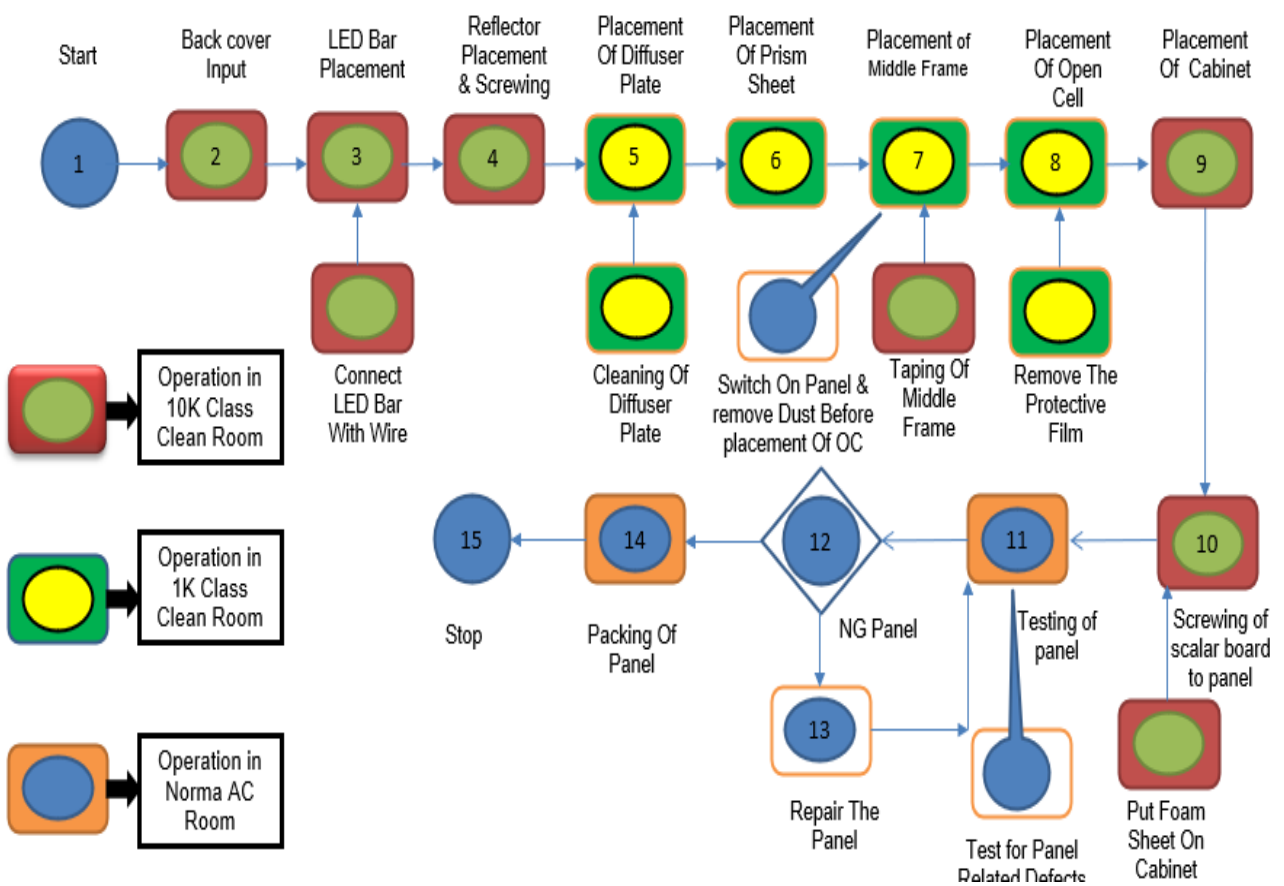 Start
Back cover
Input
LED Bar
Placement
Reflector
Placement
& Screwing
Placement
Of Diffuser
Plate
Placement
Of Prism
Sheet
Placement of
Middle Frame
Placement
Of Open
Cell
Placement
Of Cabinet
1
2
3
4
5
6
7
8
9
Connect
LED Bar
With Wire
Cleaning Of
Diffuser
Plate
Switch On Panel &
remove Dust Before
placement Of OC
Taping Of
Middle
Frame
Remove The
Protective
Film
Operation in
10K Class
Clean Room
Operation in
1K Class
Clean Room
Operation in
Norma AC
Room
15
14
12
11
10
Stop
Packing Of
Panel
NG Panel
Testing of
panel
Screwing of
scalar board
to panel
13
Repair The
Panel
Test for Panel
Related Defects
Put Foam
Sheet On
Cabinet